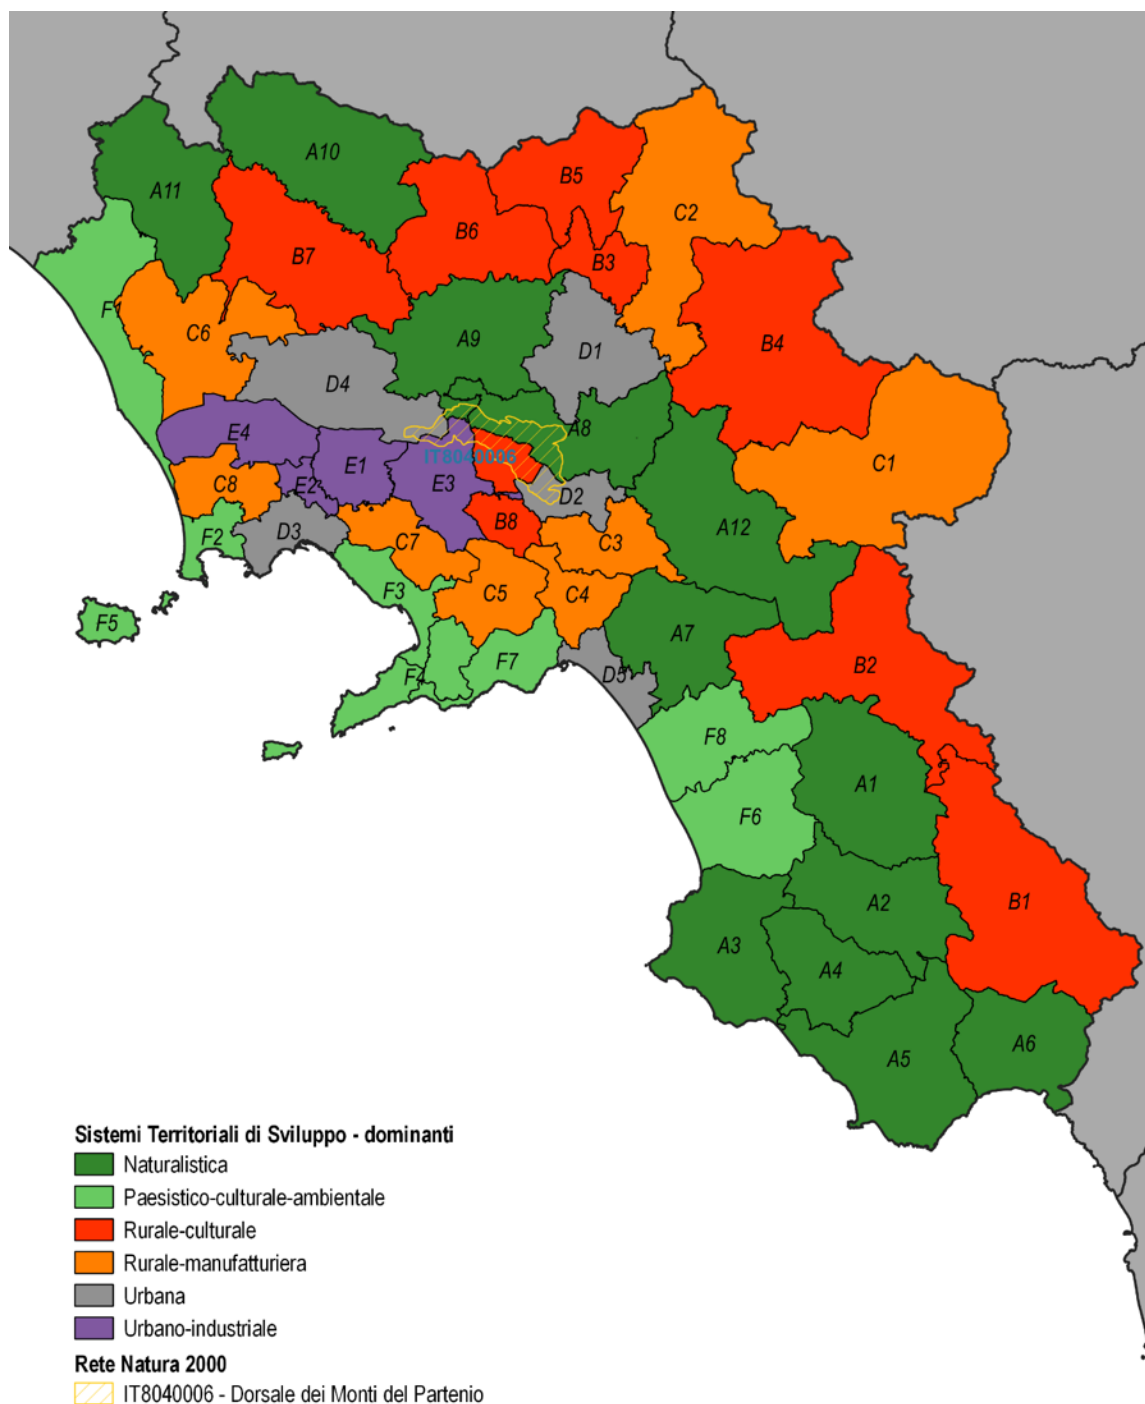 A10
A11
B5
C2
B6
B7
B3
F1
C6
A9
D1
B4
D4
E4
A8
IT8040006
C1
E1
E2
E3
C8
D2
B8
A12
F2
D3
C7
C3
F3
C5
C4
F5
A7
F4
F7
D5
B2
F8
A1
F6
A2
B1
A3
A4
A5
A6
Sistemi Territoriali di Sviluppo - dominanti
Naturalistica
Paesistico-culturale-ambientale
Rurale-culturale
Rurale-manufatturiera
Urbana
Urbano-industriale
Rete Natura 2000
IT8040006 - Dorsale dei Monti del Partenio